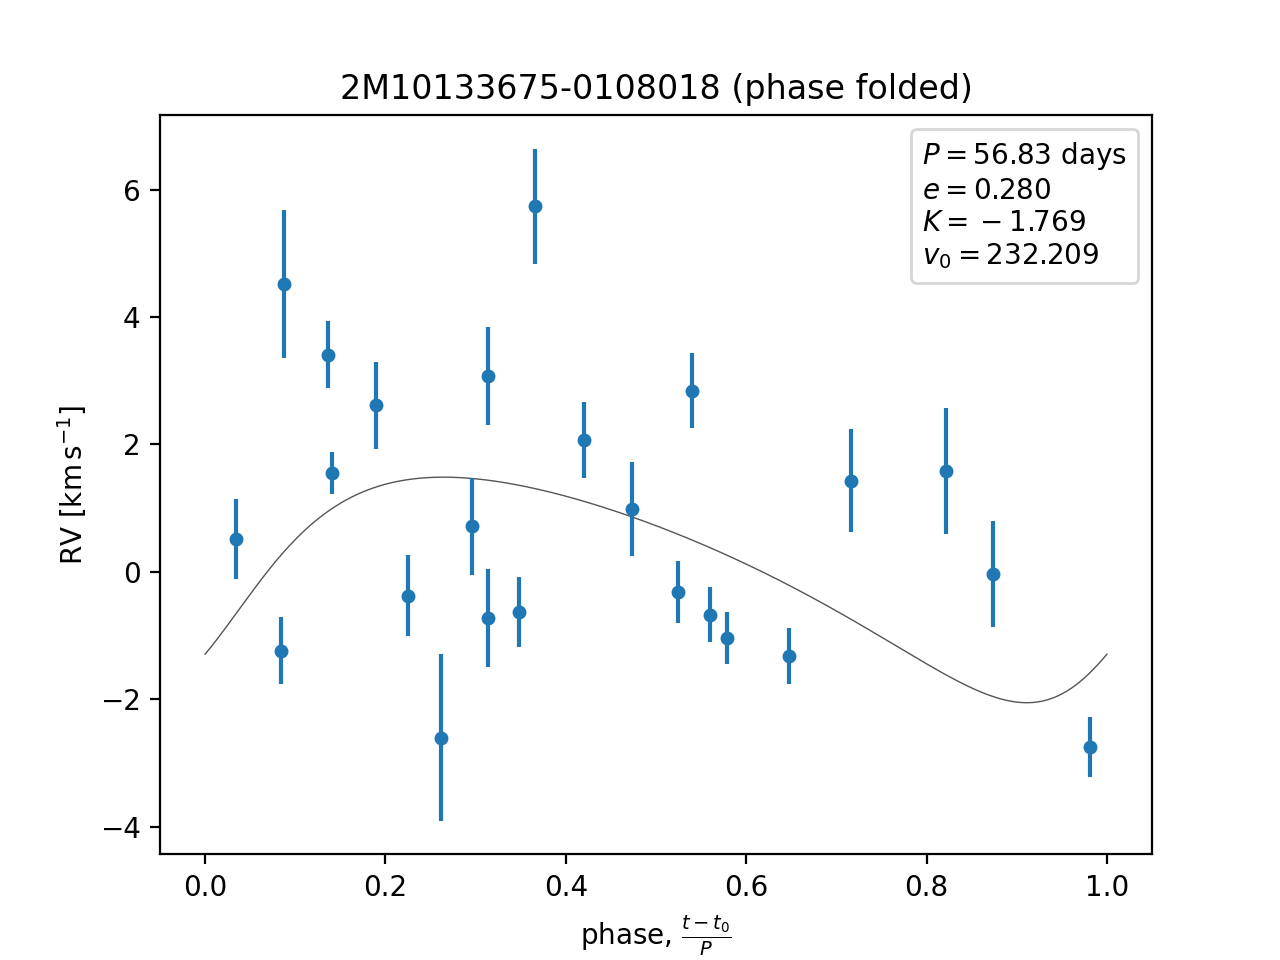 2M10133675-0108018 (phase folded)
P = 56.83 days
e = 0.280
K = −1.769
v₀ = 232.209
6
4
2
0
−2
−4
RV [km s⁻¹]
0.0 0.2 0.4 0.6 0.8 1.0
phase, (t − t₀)/P